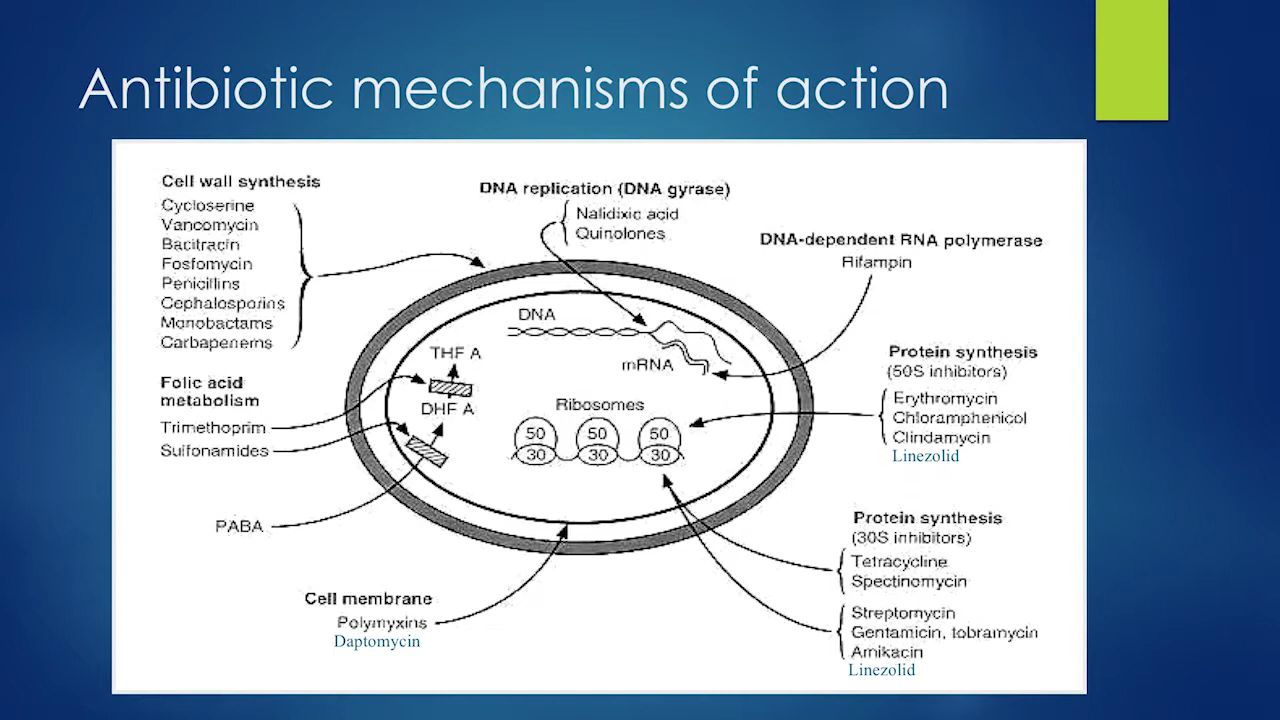 Antibiotic mechanisms of action
Cell wall synthesis
Cycloserine
Vancomycin
Bacitracin
Fosfomycin
Penicillins
Cephalosporins
Monobactams
Carbapenems
DNA replication (DNA gyrase)
Nalidixic acid
Quinolones
DNA-dependent RNA polymerase
Rifampin
DNA
mRNA
THF A
DHF A
Ribosomes
50 50 50
30 30 30
Folic acid
metabolism
Trimethoprim
Sulfonamides
PABA
Protein synthesis
(50S inhibitors)
Erythromycin
Chloramphenicol
Clindamycin
Linezolid
Protein synthesis
(30S inhibitors)
Tetracycline
Spectinomycin
Streptomycin
Gentamicin, tobramycin
Amikacin
Linezolid
Cell membrane
Polymyxins
Daptomycin